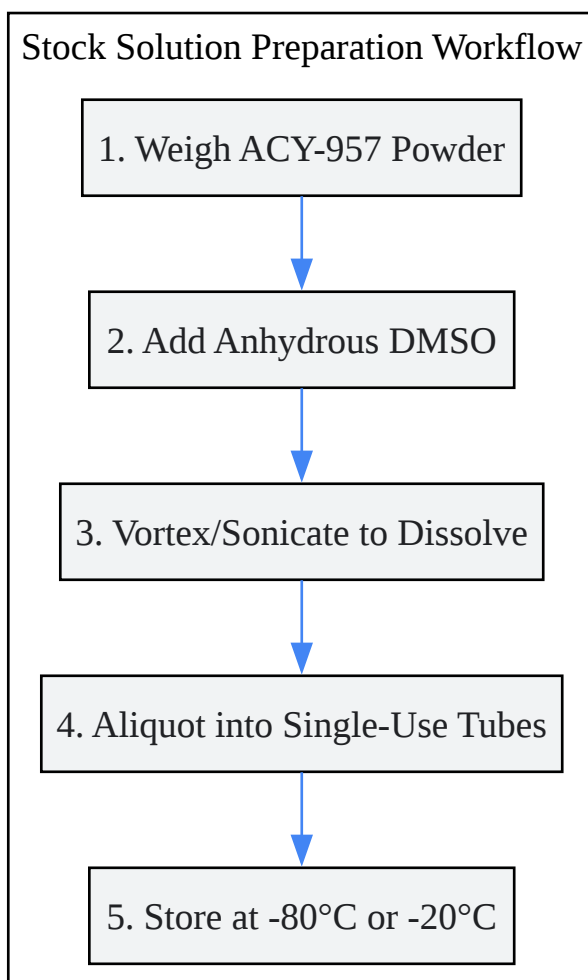 Stock Solution Preparation Workflow
1. Weigh ACY-957 Powder
2. Add Anhydrous DMSO
3. Vortex/Sonicate to Dissolve
4. Aliquot into Single-Use Tubes
5. Store at -80°C or -20°C